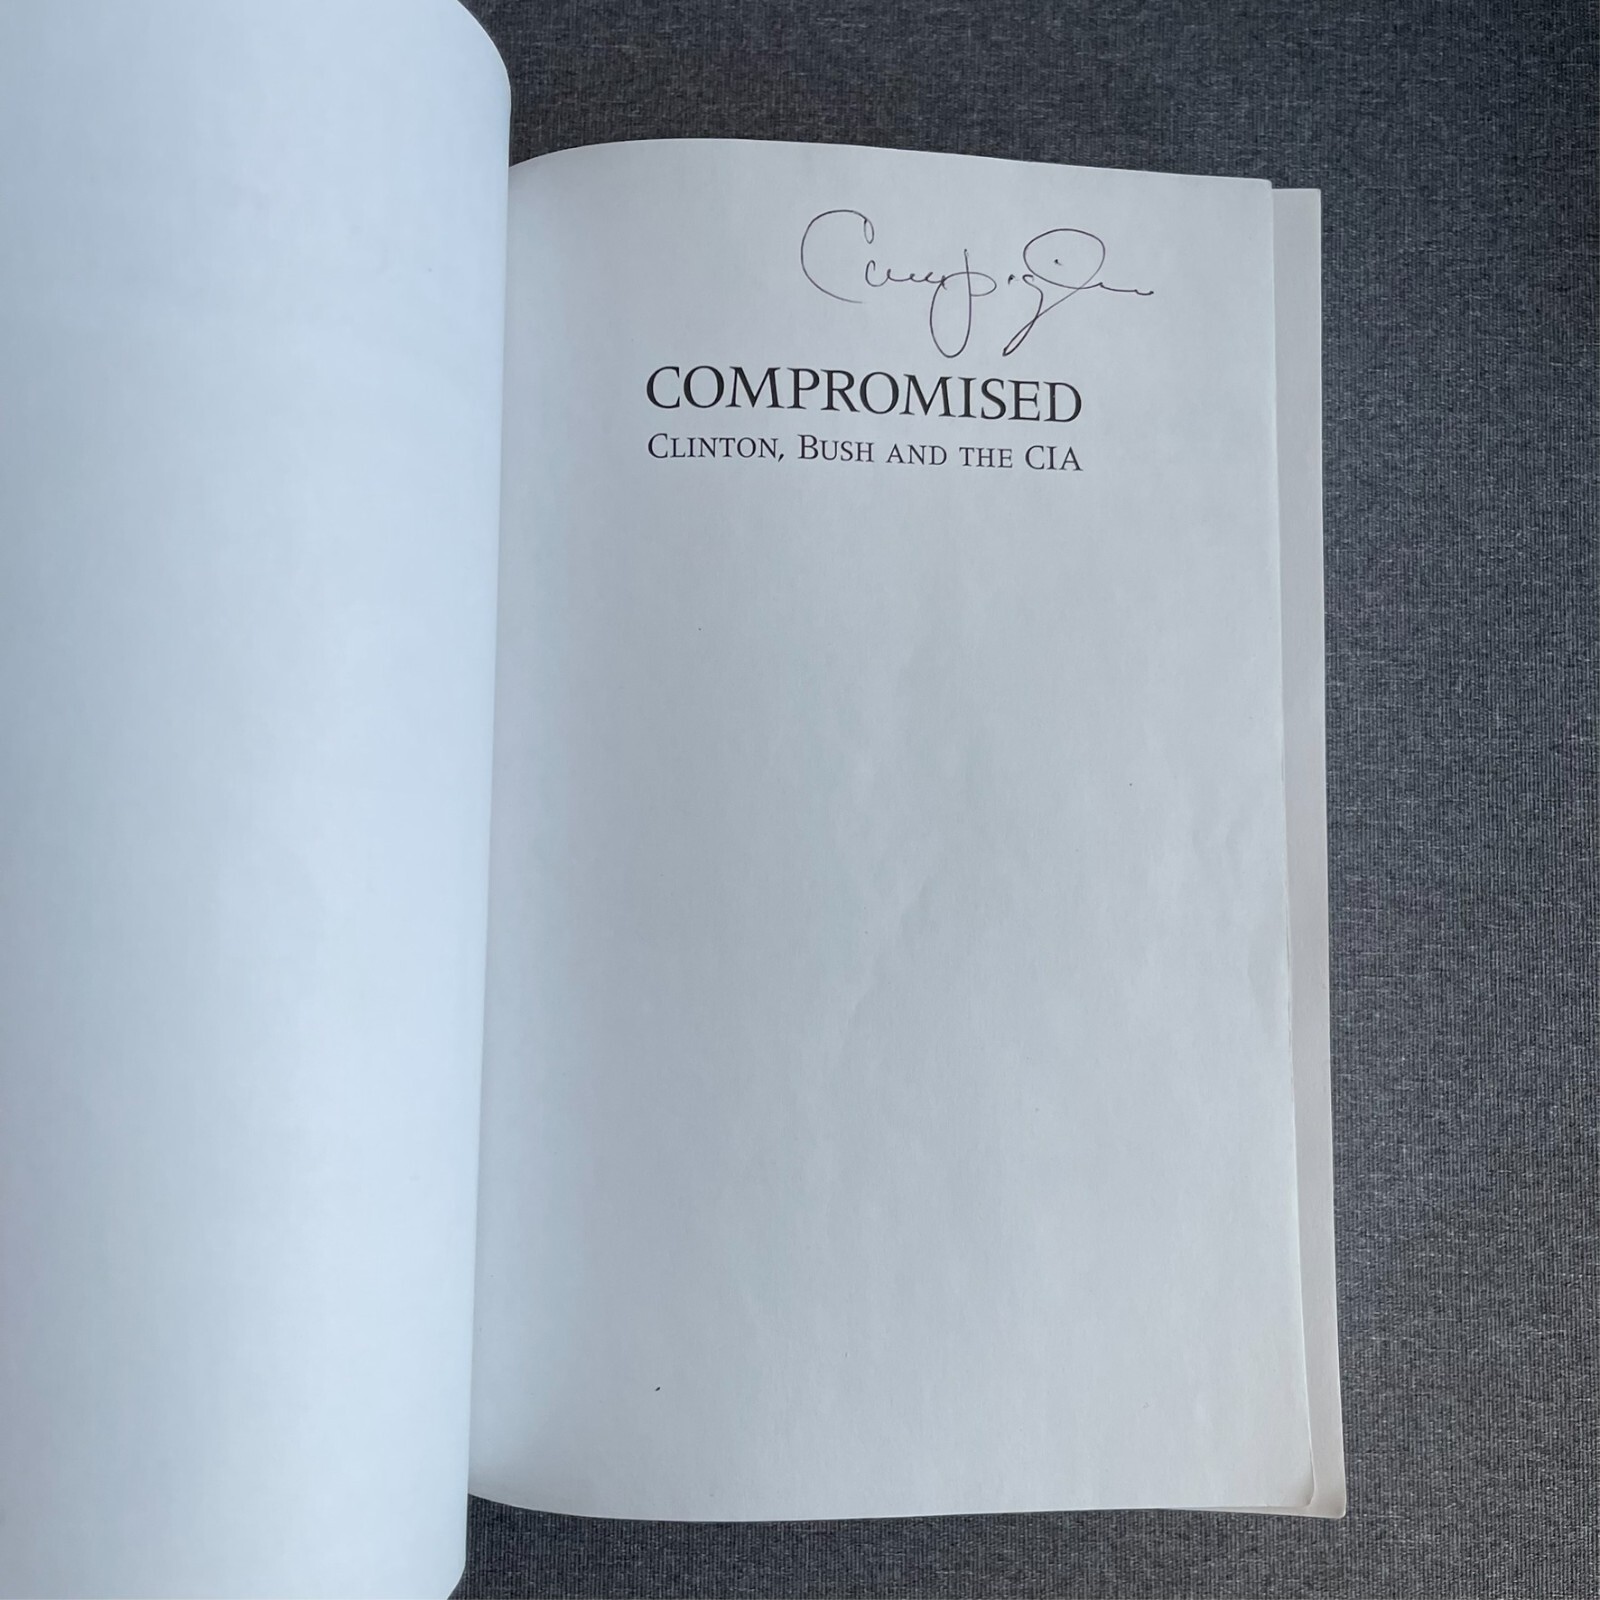 COMPROMISED
CLINTON, BUSH AND THE CIA